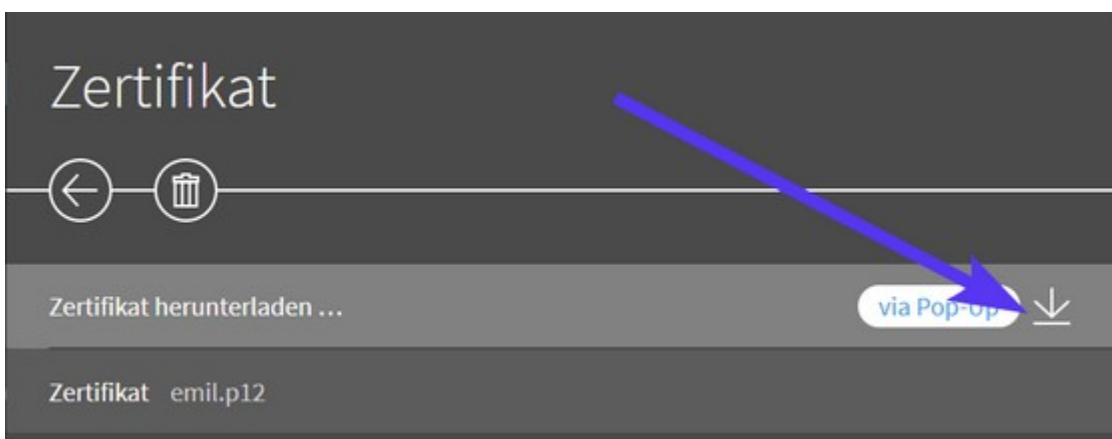 Zertifikat
Zertifikat herunterladen ...
via Pop-Up
Zertifikat emil.p12